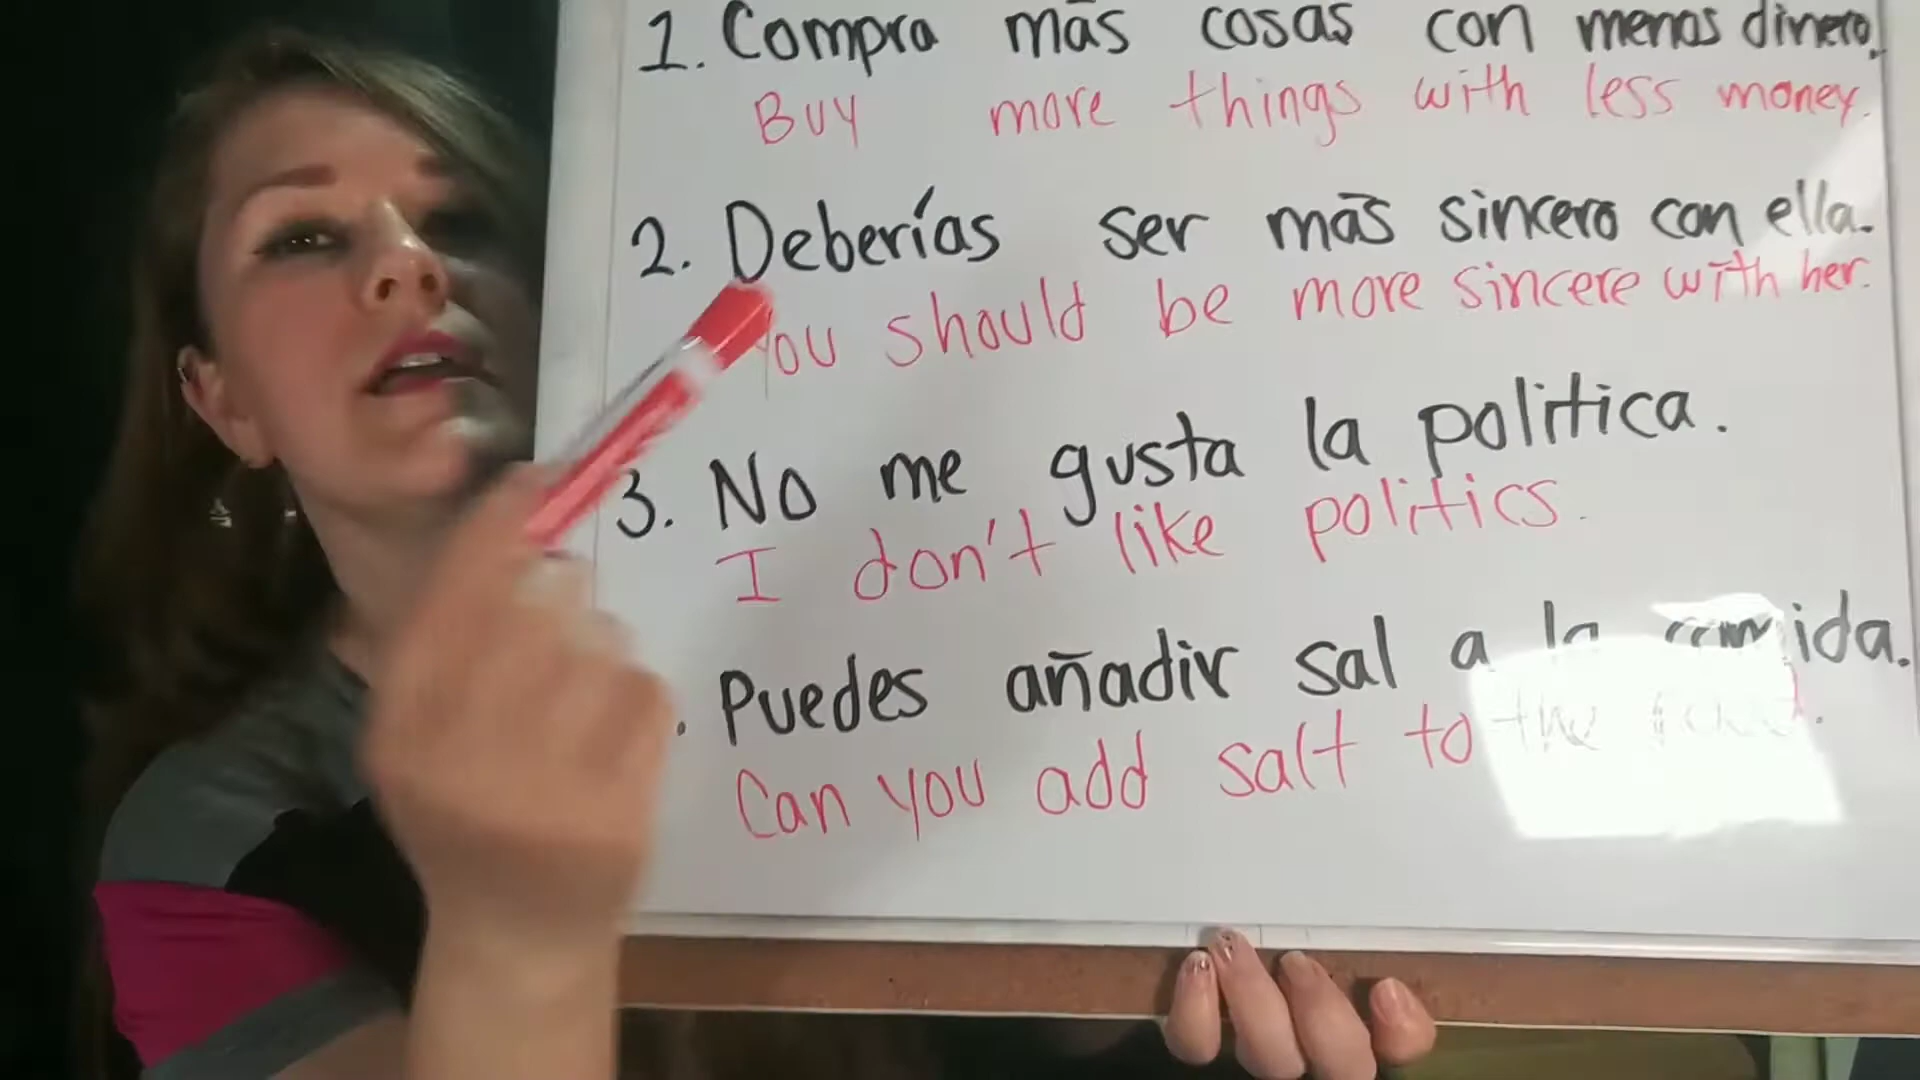 1. Compra más cosas con menos dinero.
Buy more things with less money.
2. Deberías ser más sincero con ella.
You should be more sincere with her.
3. No me gusta la politica.
I don't like politics.
. Puedes añadir sal a la comida.
Can you add salt to the